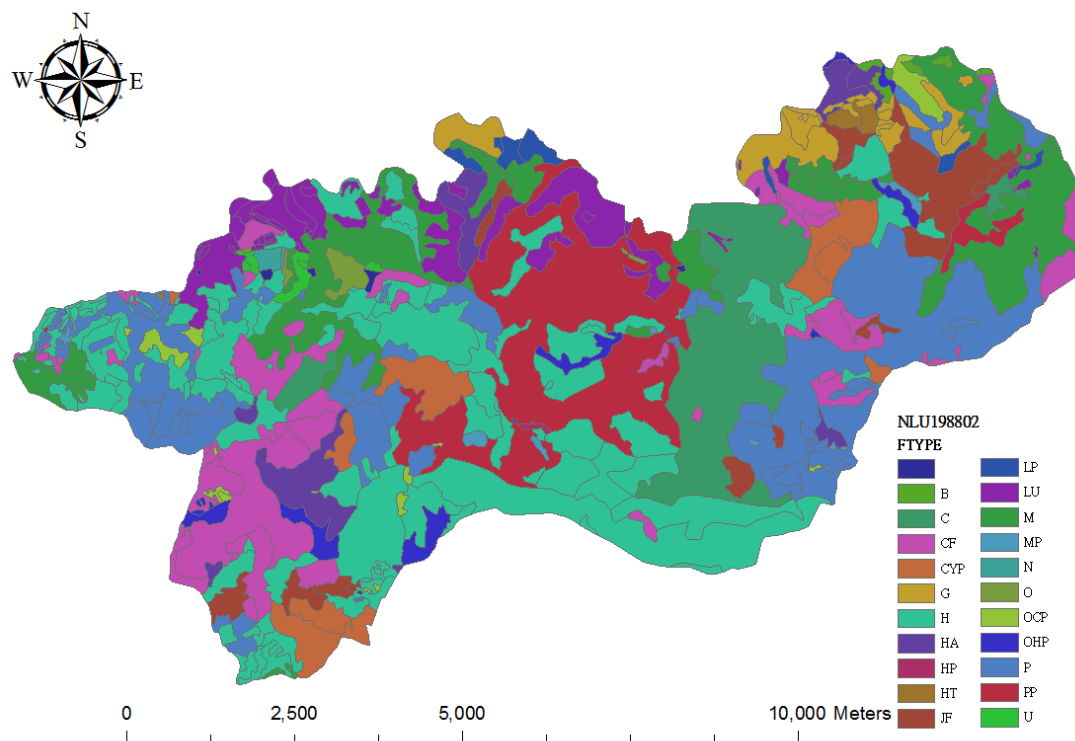 N
W E
S
NLU198802
FTYPE
LP
B LU
C M
CF MP
CYP N
G O
H OCP
HA OHP
HP P
HT PP
JF U
0 2,500 5,000 10,000 Meters